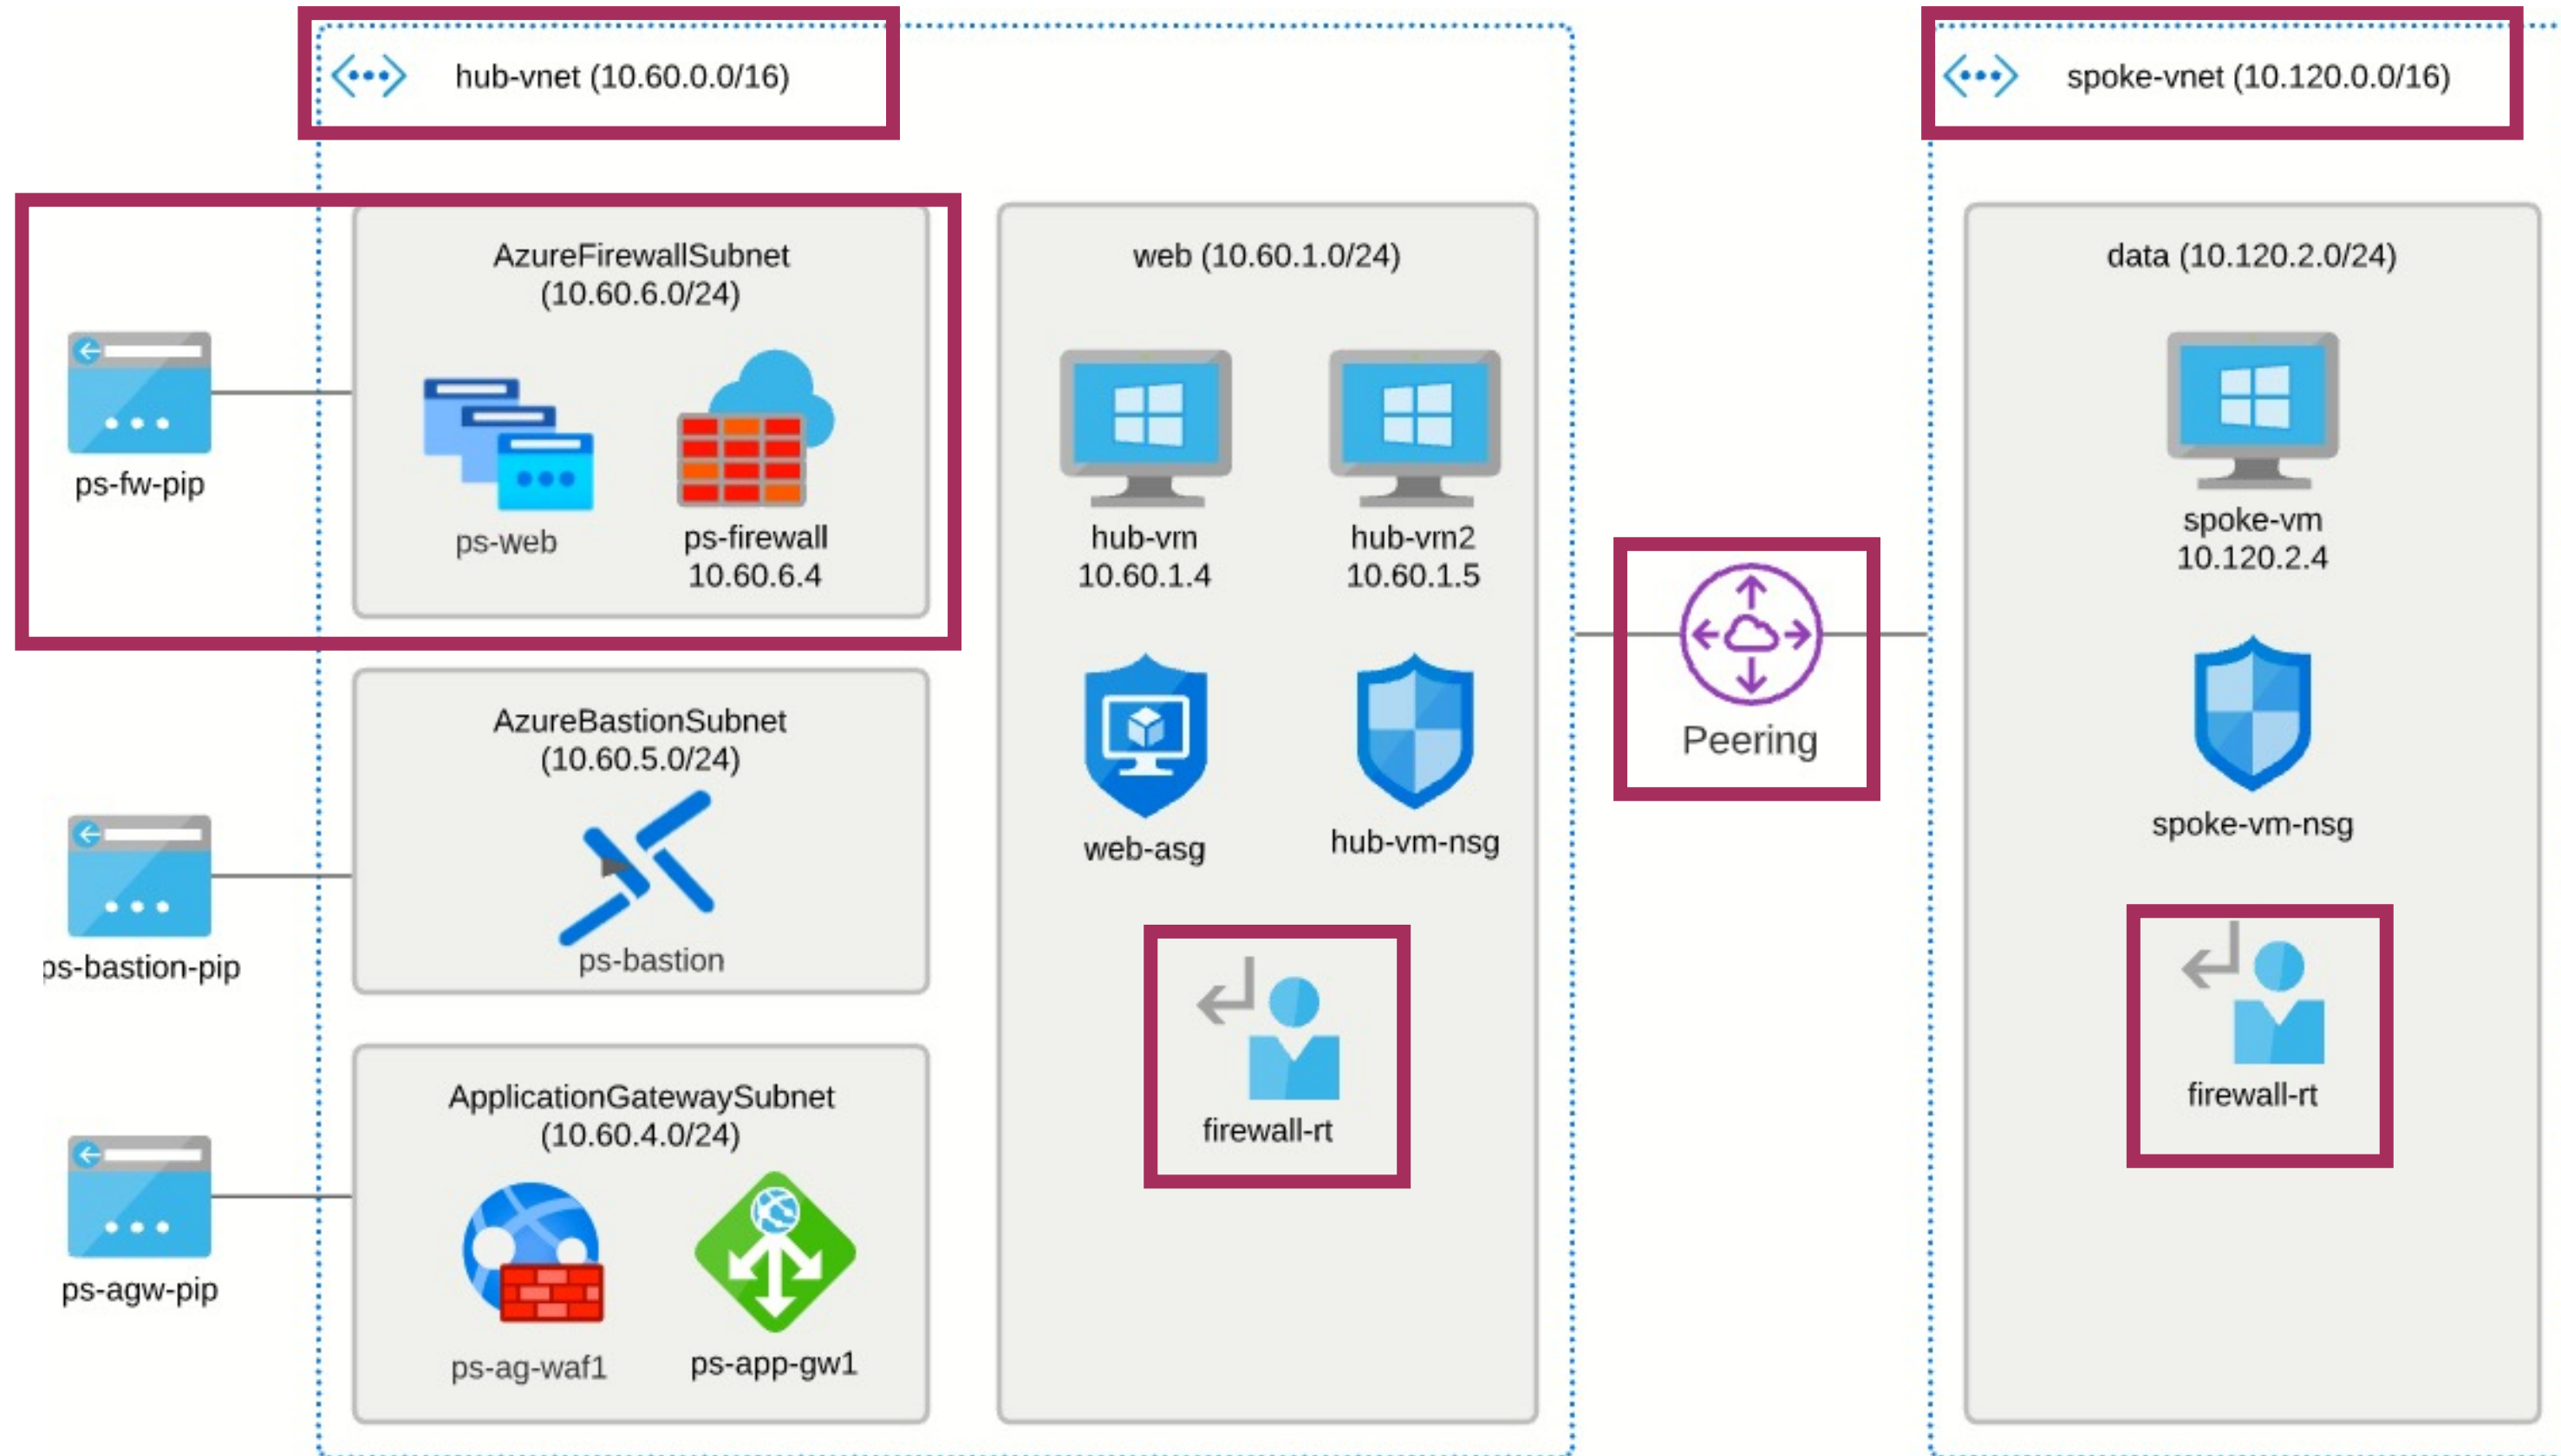 hub-vnet (10.60.0.0/16)
spoke-vnet (10.120.0.0/16)
AzureFirewallSubnet
(10.60.6.0/24)
ps-fw-pip
ps-web
ps-firewall
10.60.6.4
AzureBastionSubnet
(10.60.5.0/24)
ps-bastion-pip
ps-bastion
ApplicationGatewaySubnet
(10.60.4.0/24)
ps-agw-pip
ps-ag-waf1
ps-app-gw1
web (10.60.1.0/24)
hub-vm
10.60.1.4
hub-vm2
10.60.1.5
web-asg
hub-vm-nsg
firewall-rt
Peering
data (10.120.2.0/24)
spoke-vm
10.120.2.4
spoke-vm-nsg
firewall-rt